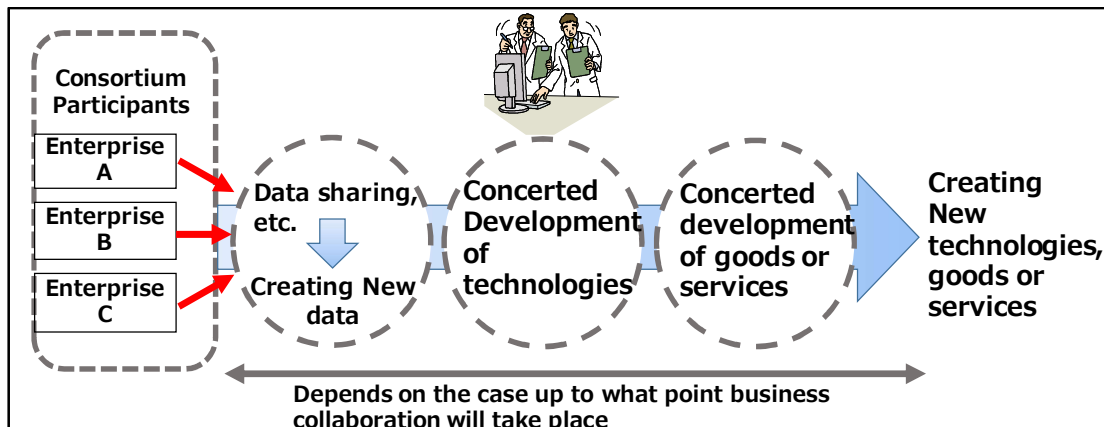 Consortium
Participants
Enterprise
A
Enterprise
B
Enterprise
C
Data sharing,
etc.
Creating New
data
Concerted
Development
of
technologies
Concerted
development
of goods or
services
Creating
New
technologies,
goods or
services
Depends on the case up to what point business
collaboration will take place